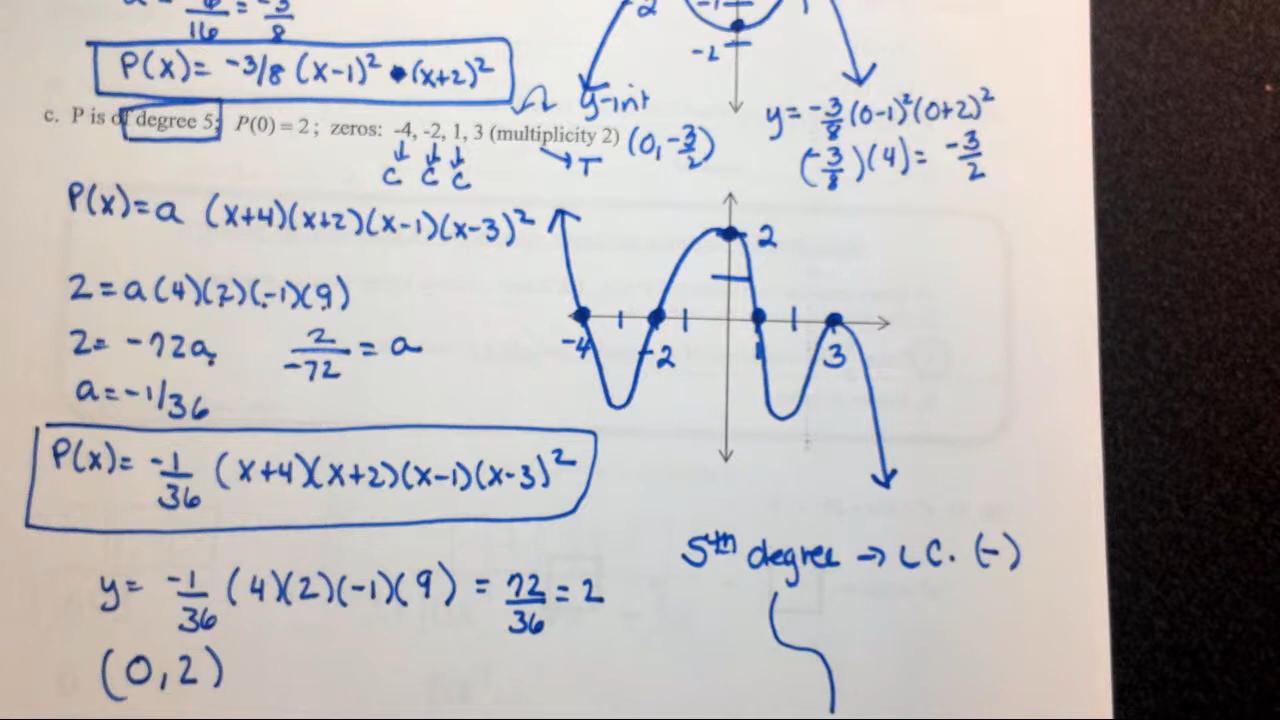 16 = -3/8
-2
P(x) = -3/8 (x-1)² • (x+2)²
y-int
(0, -3/2)
y = -3/8 (0-1)²(0+2)²
(-3/8)(4) = -3/2
c. P is of degree 5; P(0) = 2; zeros: -4, -2, 1, 3 (multiplicity 2)
C C C → T
P(x) = a (x+4)(x+2)(x-1)(x-3)²
2 = a(4)(2)(-1)(9)
2 = -72a 2/-72 = a
a = -1/36
P(x) = -1/36 (x+4)(x+2)(x-1)(x-3)²
y = -1/36 (4)(2)(-1)(9) = 72/36 = 2
(0,2)
2
-4 -2 1 3
5th degree → LC. (-)